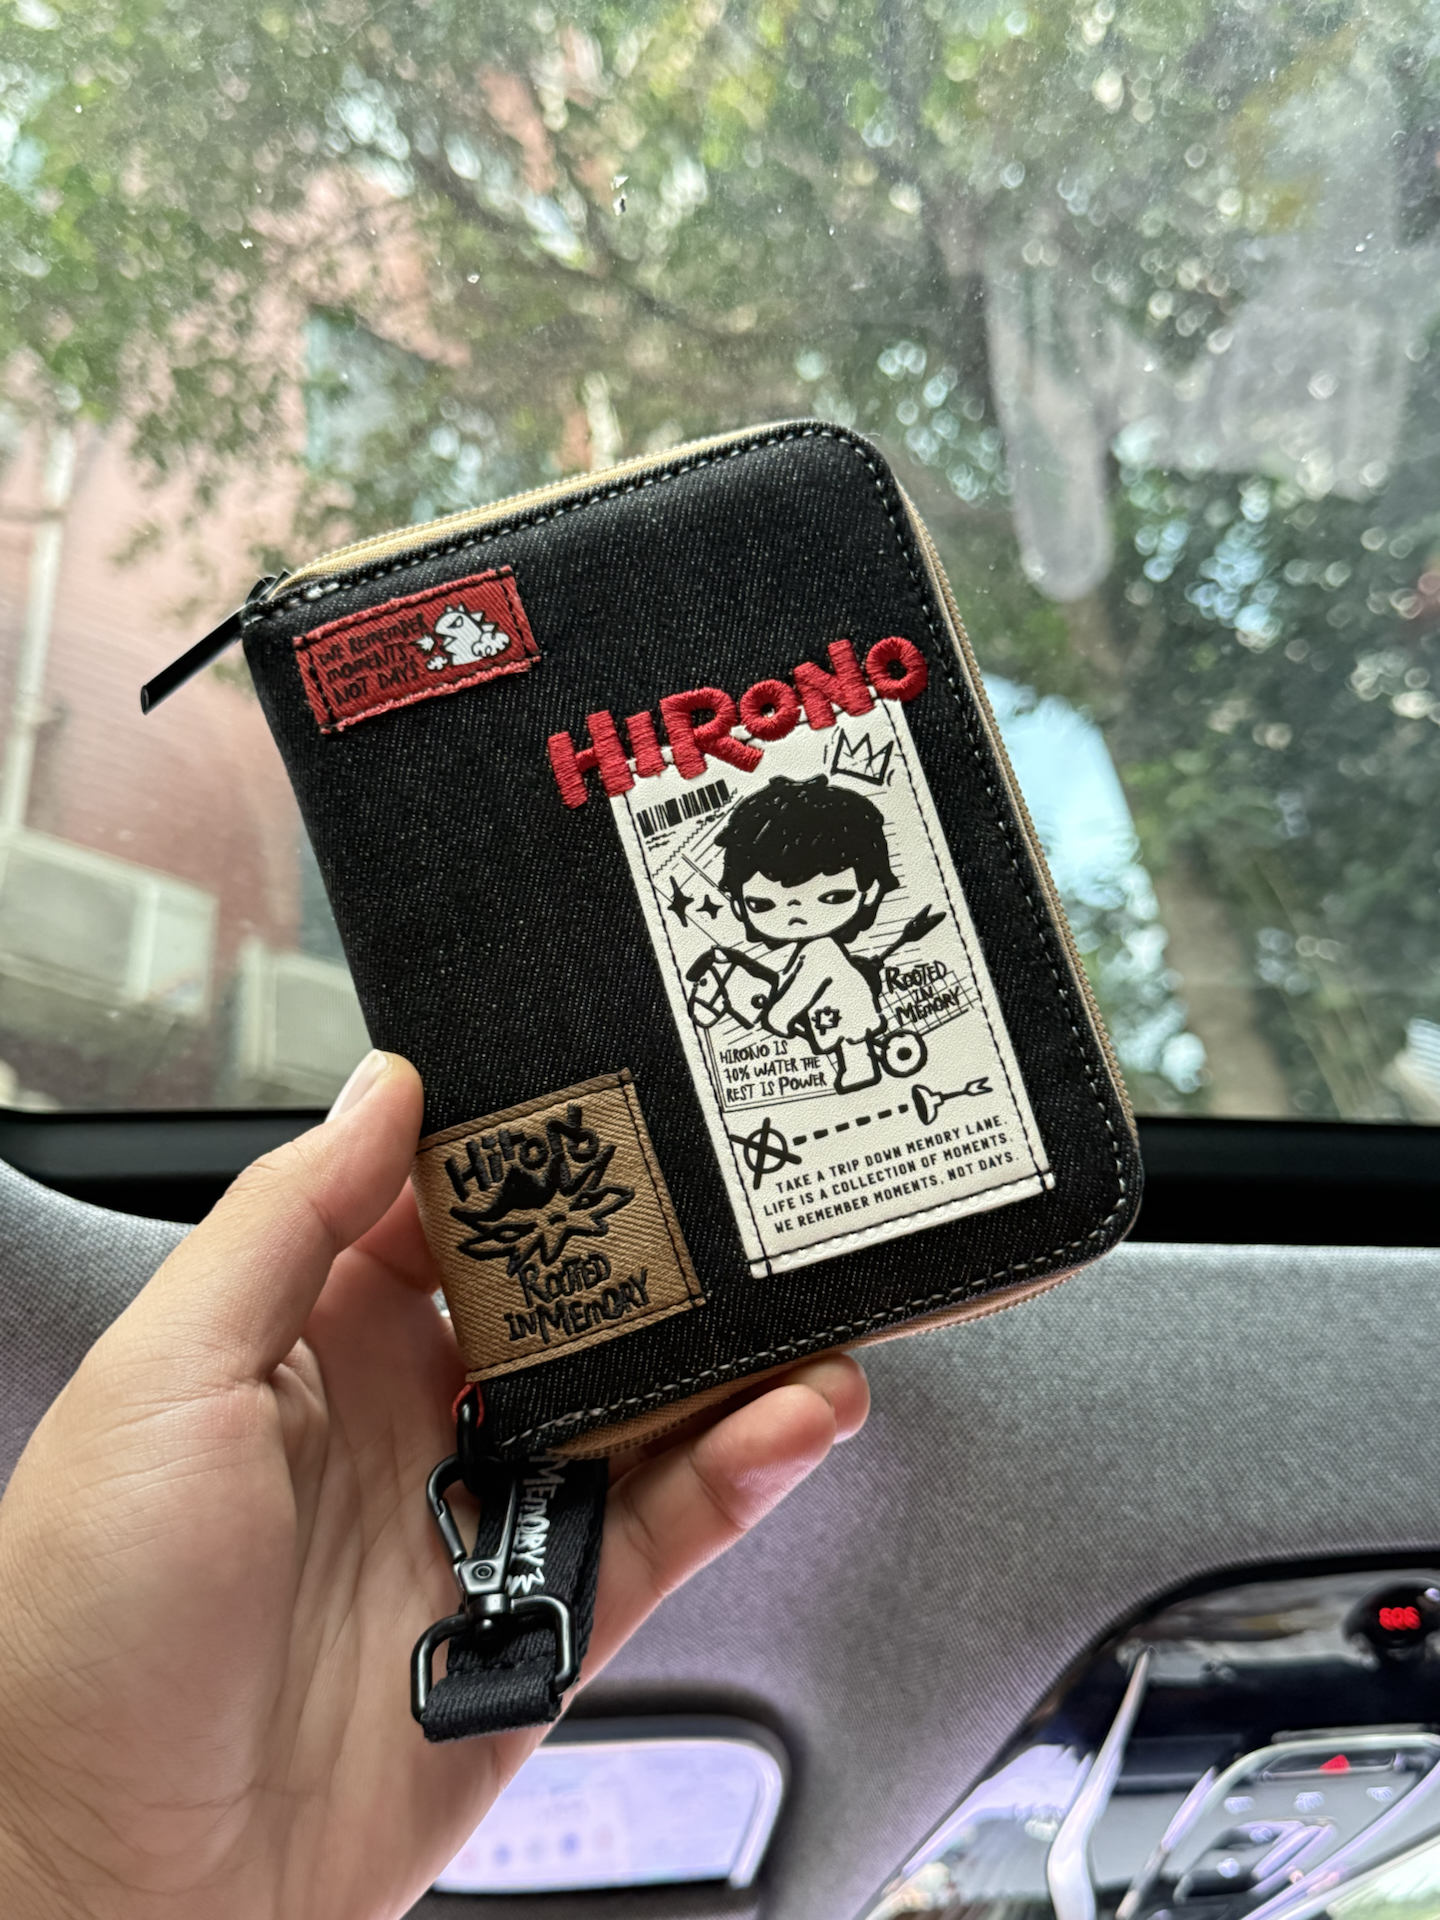 WE REMEMBER
MOMENTS
NOT DAYS
HIRONO
ROOTED
IN
MEMORY
HIRONO IS
70% WATER THE
REST IS POWER
TAKE A TRIP DOWN MEMORY LANE.
LIFE IS A COLLECTION OF MOMENTS.
WE REMEMBER MOMENTS, NOT DAYS.
Hirono
ROOTED
IN MEMORY
MEMORY
SOS